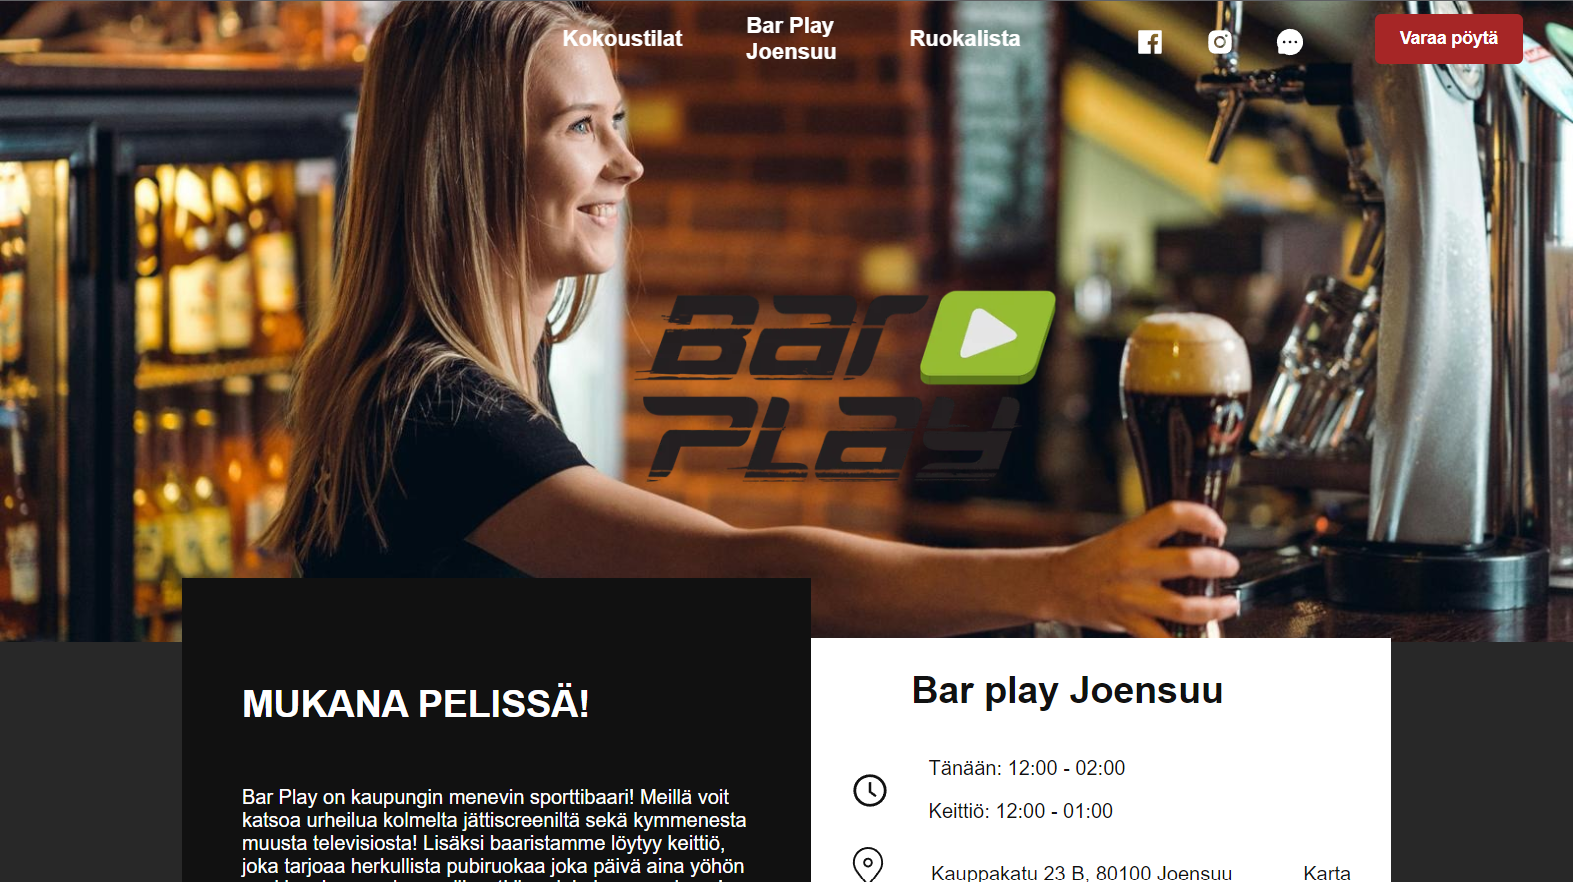 Kokoustilat
Bar Play
Joensuu
Ruokalista
Varaa pöytä
Bar
Play
MUKANA PELISSÄ!
Bar Play on kaupungin menevin sporttibaari! Meillä voit
katsoa urheilua kolmelta jättiscreeniltä sekä kymmenesta
muusta televisiosta! Lisäksi baaristamme löytyy keittiö,
joka tarjoaa herkullista pubiruokaa joka päivä aina yöhön
Bar play Joensuu
Tänään: 12:00 - 02:00
Keittiö: 12:00 - 01:00
Kauppakatu 23 B, 80100 Joensuu
Karta